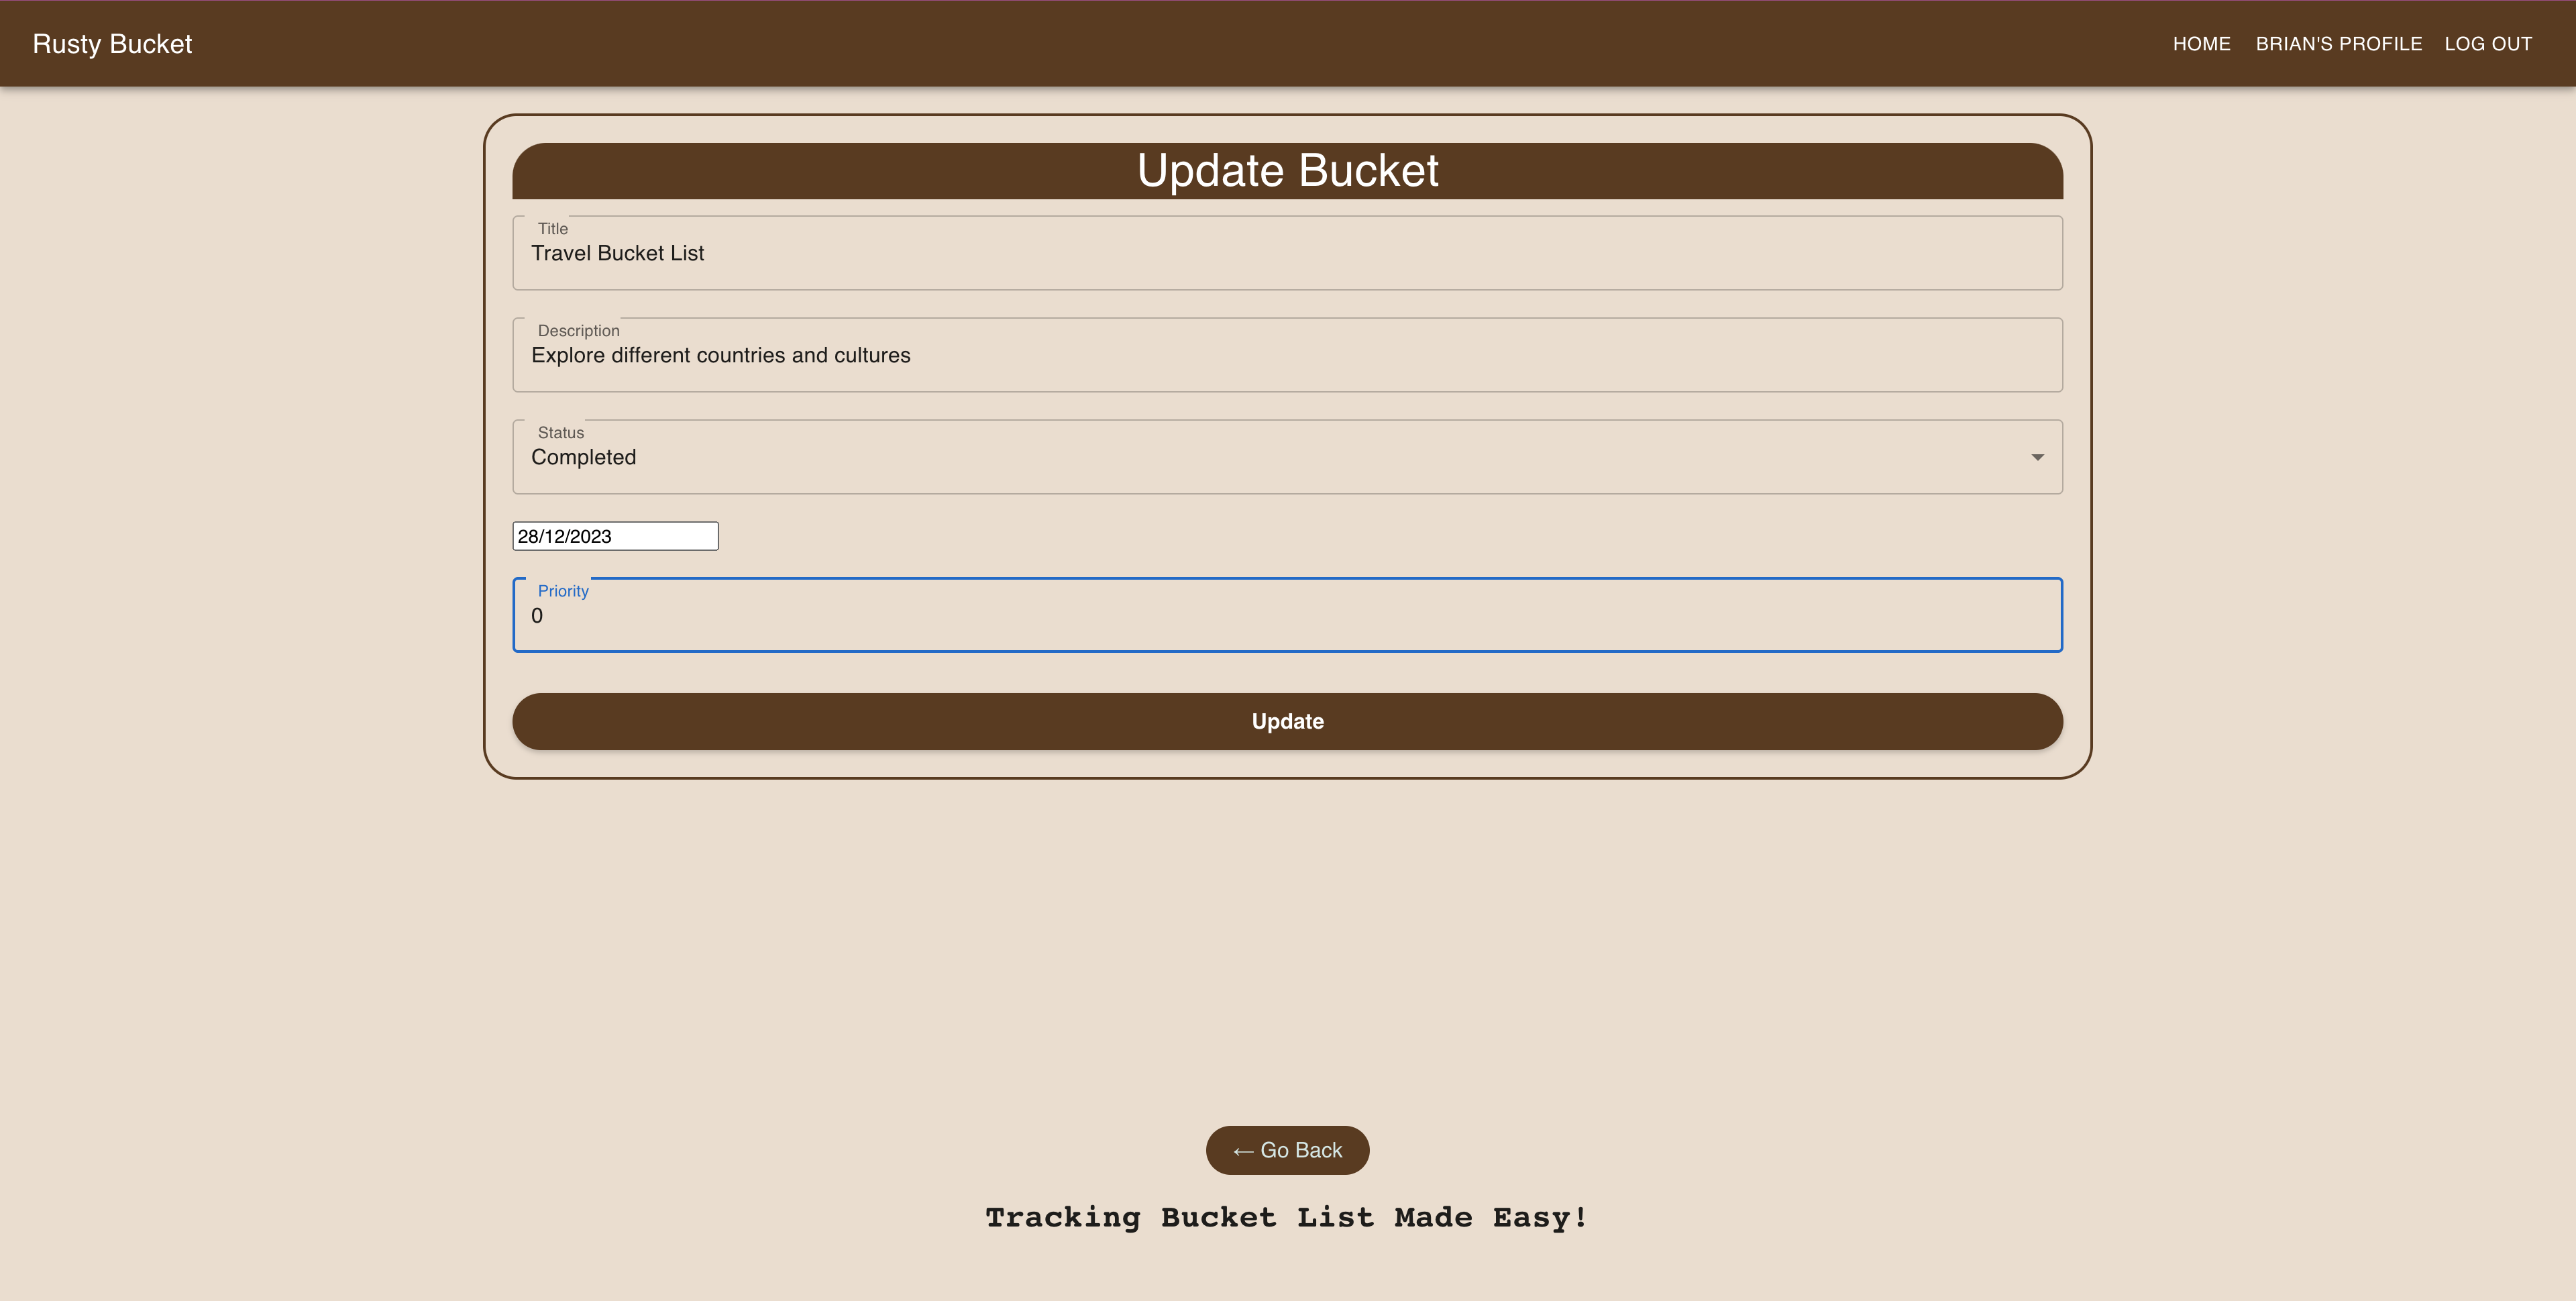 Rusty Bucket
HOME BRIAN'S PROFILE LOG OUT
Update Bucket
Title
Travel Bucket List
Description
Explore different countries and cultures
Status
Completed
28/12/2023
Priority
0
Update
← Go Back
Tracking Bucket List Made Easy!